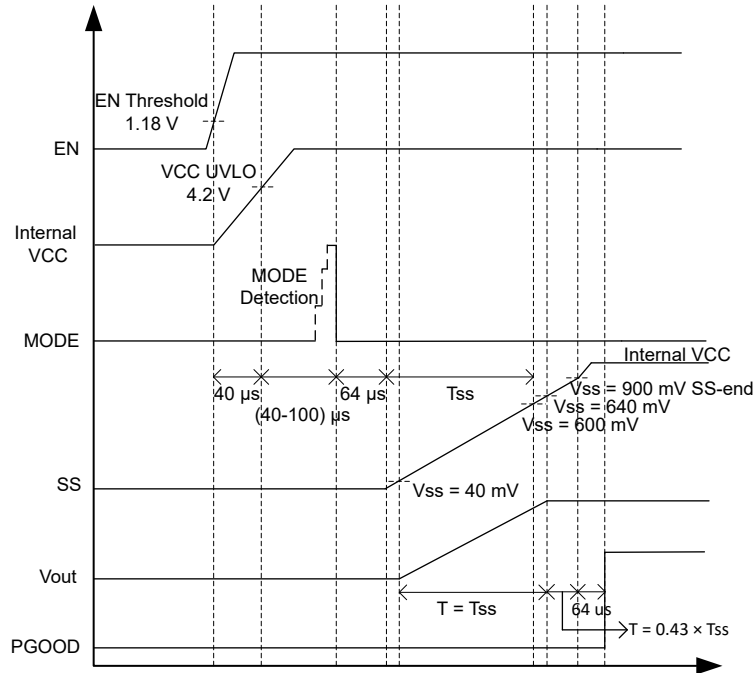 EN Threshold
1.18 V
EN
VCC UVLO
4.2 V
Internal
VCC
MODE
Detection
MODE
Internal VCC
40 µs
(40-100) µs
64 µs
Tss
Vss = 900 mV SS-end
Vss = 640 mV
Vss = 600 mV
SS
Vss = 40 mV
Vout
T = Tss
64 us
T = 0.43 × Tss
PGOOD